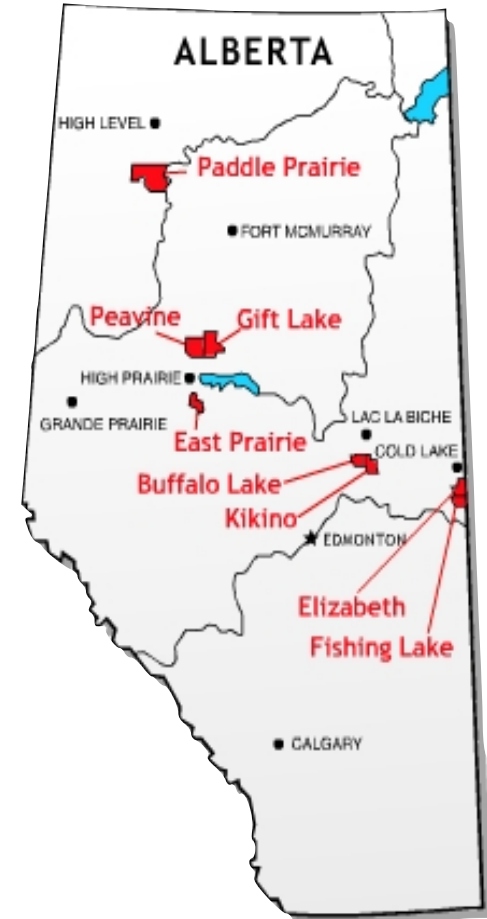 ALBERTA
HIGH LEVEL
Paddle Prairie
FORT MCMURRAY
Peavine
Gift Lake
HIGH PRAIRIE
GRANDE PRAIRIE
East Prairie
LAC LA BICHE
COLD LAKE
Buffalo Lake
Kikino
EDMONTON
Elizabeth
Fishing Lake
CALGARY